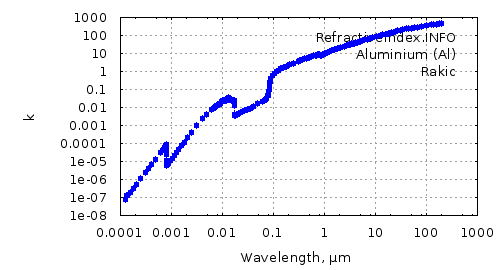 1000
100
10
1
0.1
0.01
0.001
0.0001
1e-05
1e-06
1e-07
1e-08
k
RefractiveIndex.INFO
Aluminium (Al)
Rakic
0.0001 0.001 0.01 0.1 1 10 100 1000
Wavelength, µm